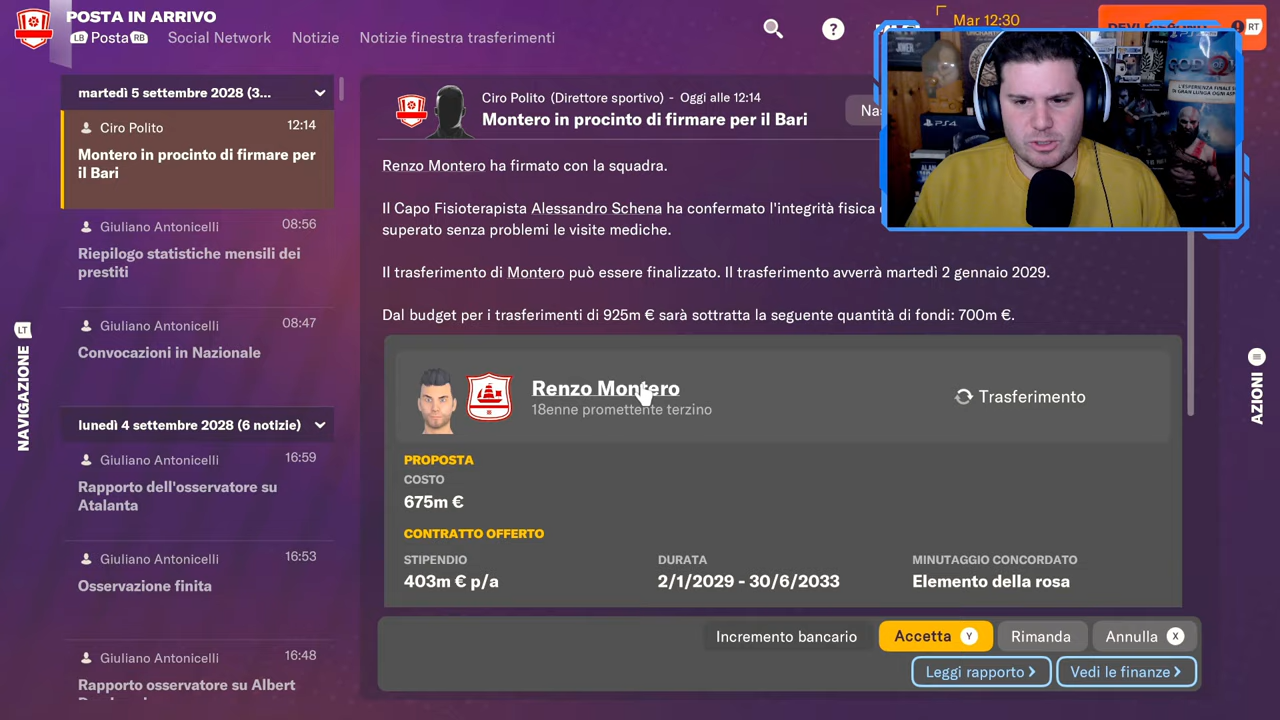 POSTA IN ARRIVO
LB Posta RB Social Network Notizie Notizie finestra trasferimenti
Mar 12:30
RT
martedì 5 settembre 2028 (3...
Ciro Polito 12:14
Montero in procinto di firmare per
il Bari
Giuliano Antonicelli 08:56
Riepilogo statistiche mensili dei
prestiti
Giuliano Antonicelli 08:47
Convocazioni in Nazionale
lunedì 4 settembre 2028 (6 notizie)
Giuliano Antonicelli 16:59
Rapporto dell'osservatore su
Atalanta
Giuliano Antonicelli 16:53
Osservazione finita
Giuliano Antonicelli 16:48
Rapporto osservatore su Albert
LT
NAVIGAZIONE
Ciro Polito (Direttore sportivo) - Oggi alle 12:14
Montero in procinto di firmare per il Bari
Renzo Montero ha firmato con la squadra.
Il Capo Fisioterapista Alessandro Schena ha confermato l'integrità fisica
superato senza problemi le visite mediche.
Il trasferimento di Montero può essere finalizzato. Il trasferimento avverrà martedì 2 gennaio 2029.
Dal budget per i trasferimenti di 925m € sarà sottratta la seguente quantità di fondi: 700m €.
Renzo Montero
18enne promettente terzino
Trasferimento
PROPOSTA
COSTO
675m €
CONTRATTO OFFERTO
STIPENDIO DURATA MINUTAGGIO CONCORDATO
403m € p/a 2/1/2029 - 30/6/2033 Elemento della rosa
Incremento bancario Accetta Y Rimanda Annulla X
Leggi rapporto Vedi le finanze
AZIONI
PS4